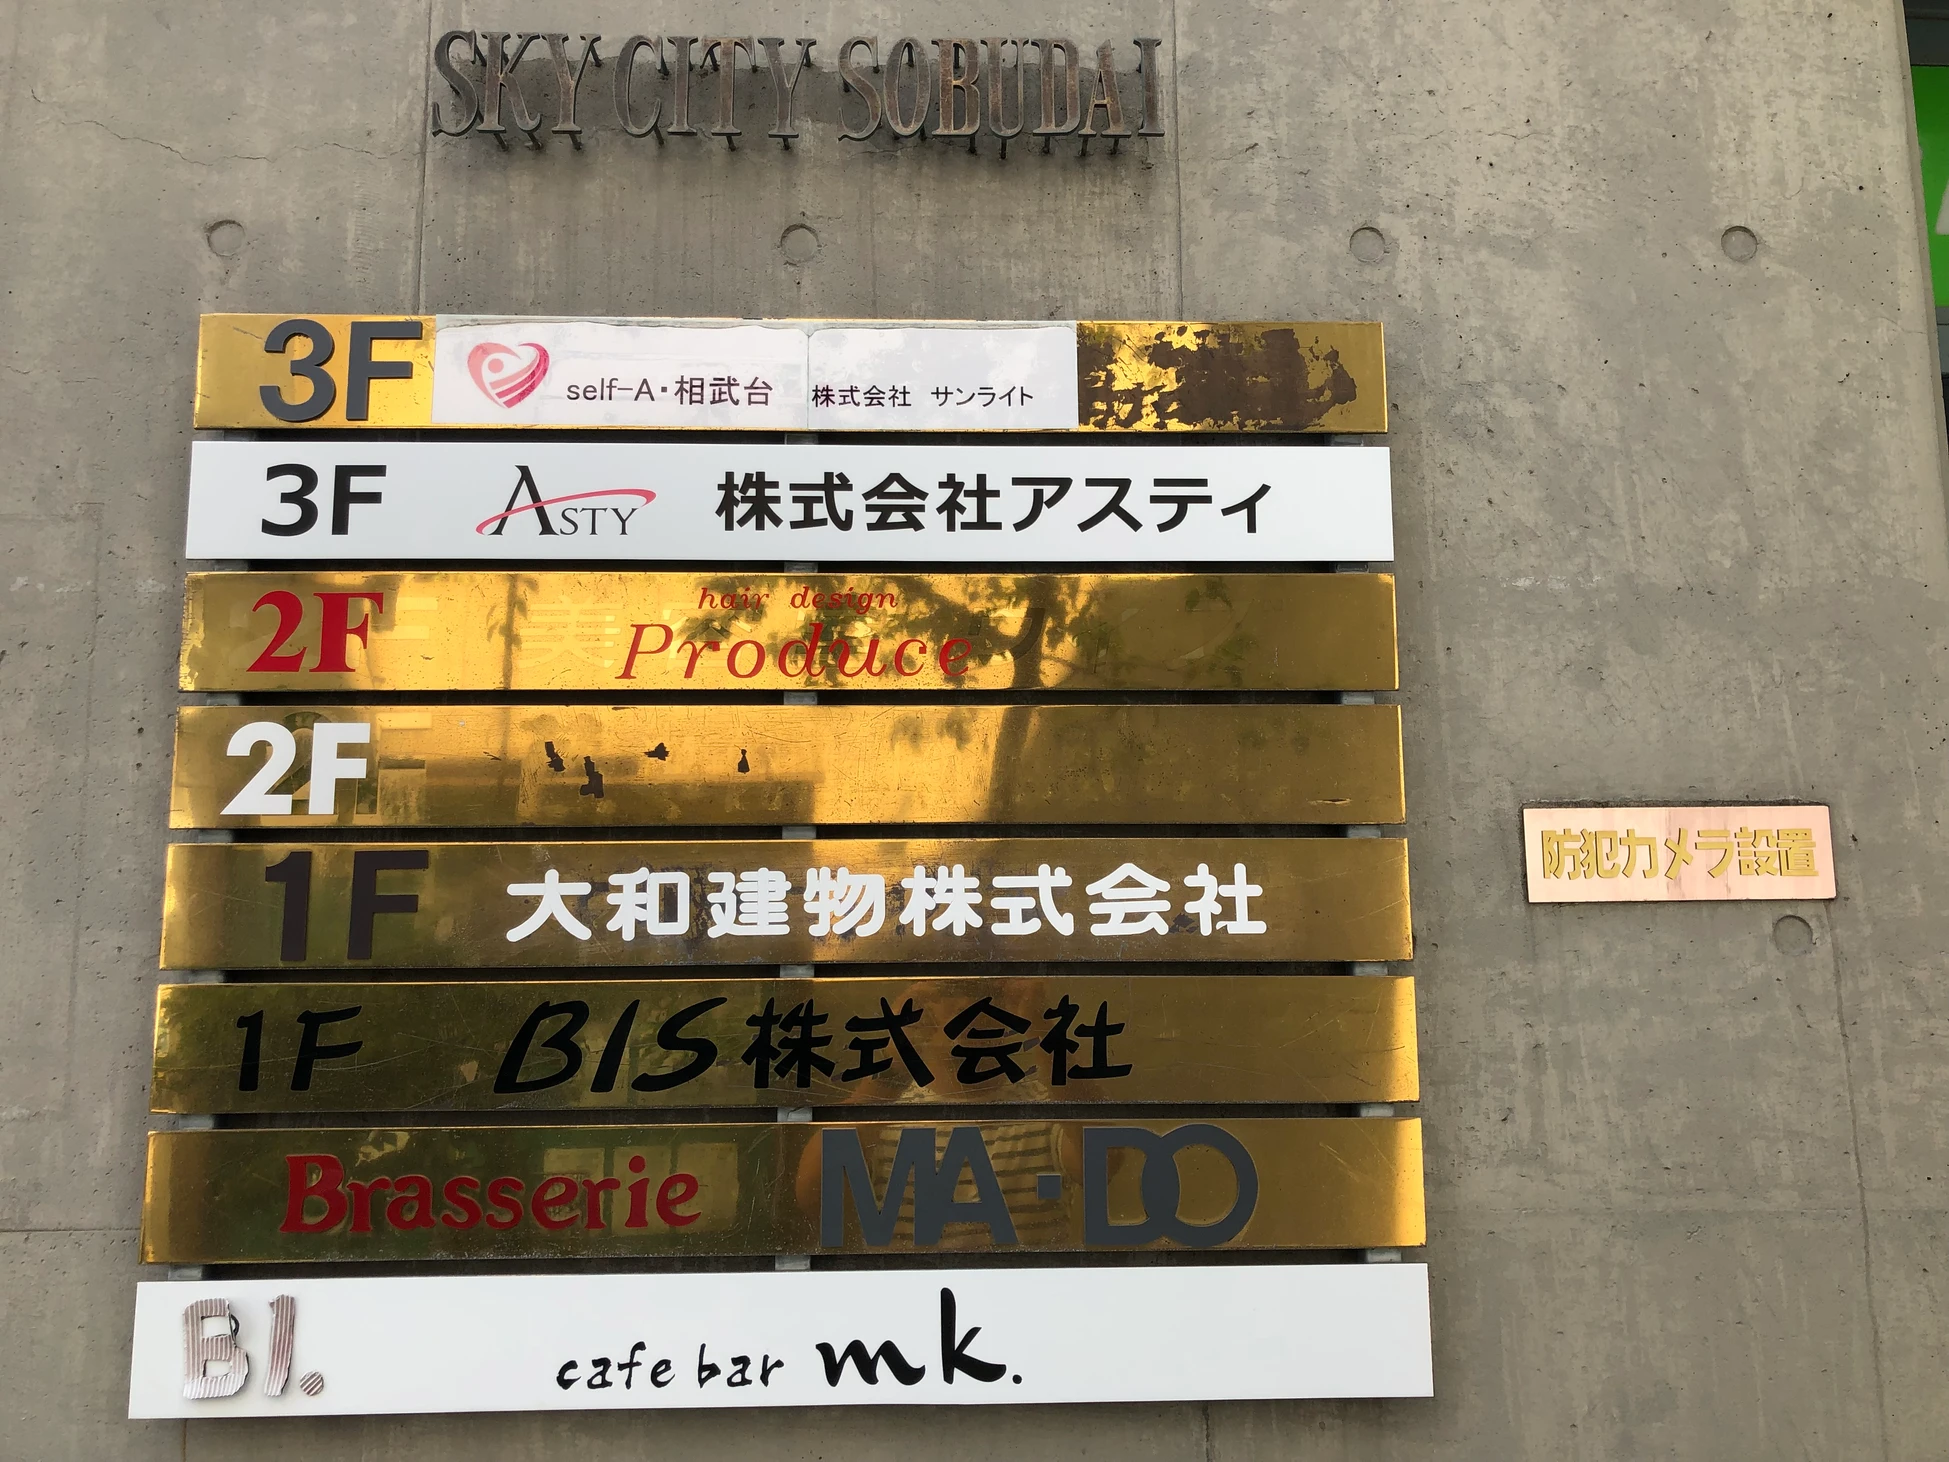 SKY CITY SOBUDAI
3F self-A・相武台 株式会社 サンライト
3F ASTY 株式会社アスティ
hair design
2F Produce
2F
1F 大和建物株式会社
防犯カメラ設置
1F BIS株式会社
Brasserie MA・DO
B1. cafe bar mk.